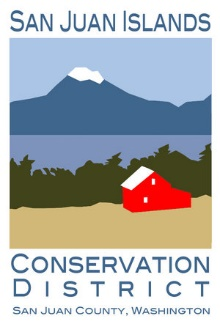 SAN JUAN ISLANDS
CONSERVATION
DISTRICT
SAN JUAN COUNTY, WASHINGTON